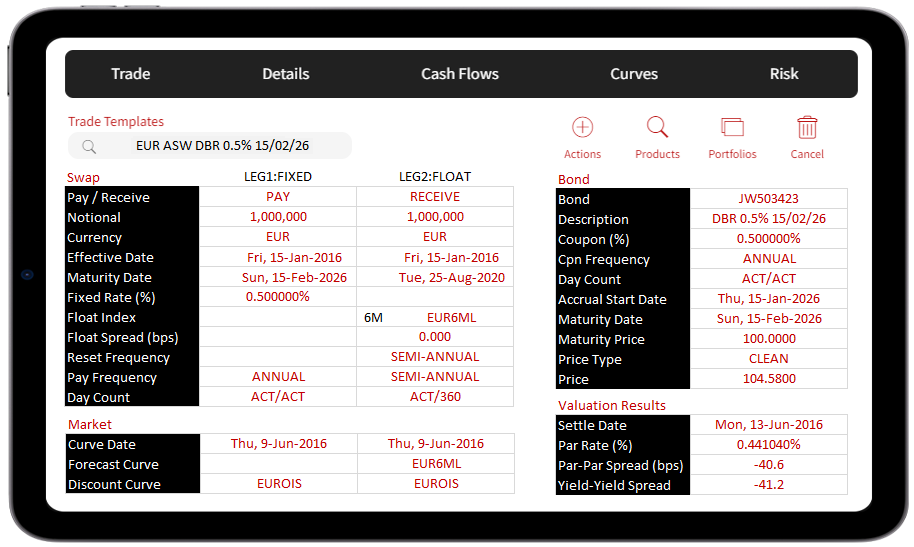 Trade Details Cash Flows Curves Risk
Trade Templates
EUR ASW DBR 0.5% 15/02/26
Actions Products Portfolios Cancel
Swap LEG1:FIXED LEG2:FLOAT
Pay / Receive PAY RECEIVE
Notional 1,000,000 1,000,000
Currency EUR EUR
Effective Date Fri, 15-Jan-2016 Fri, 15-Jan-2016
Maturity Date Sun, 15-Feb-2026 Tue, 25-Aug-2020
Fixed Rate (%) 0.500000%
Float Index 6M EUR6ML
Float Spread (bps) 0.000
Reset Frequency SEMI-ANNUAL
Pay Frequency ANNUAL SEMI-ANNUAL
Day Count ACT/ACT ACT/360
Market
Curve Date Thu, 9-Jun-2016 Thu, 9-Jun-2016
Forecast Curve EUR6ML
Discount Curve EUROIS EUROIS
Bond
Bond JW503423
Description DBR 0.5% 15/02/26
Coupon (%) 0.500000%
Cpn Frequency ANNUAL
Day Count ACT/ACT
Accrual Start Date Thu, 15-Jan-2026
Maturity Date Sun, 15-Feb-2026
Maturity Price 100.0000
Price Type CLEAN
Price 104.5800
Valuation Results
Settle Date Mon, 13-Jun-2016
Par Rate (%) 0.441040%
Par-Par Spread (bps) -40.6
Yield-Yield Spread -41.2